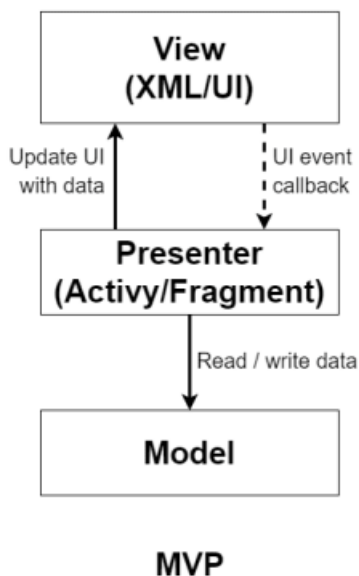 View
(XML/UI)
Update UI
with data
UI event
callback
Presenter
(Activy/Fragment)
Read / write data
Model
MVP